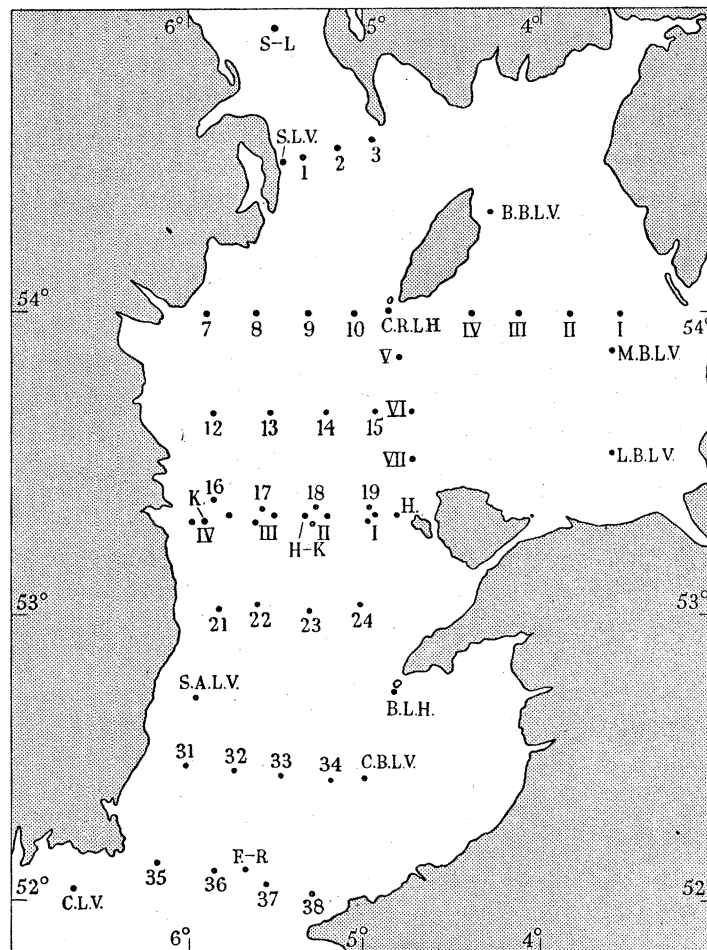 6° 5° 4°
S–L
S.L.V.
1 2 3
B.B.L.V.
54° 54°
7 8 9 10 C.R.L.H. IV III II I
V M.B.L.V.
12 13 14 15 VI
VII L.B.L.V.
K. 16 17 18 19 H.
IV III II I
H–K
53° 53°
21 22 23 24
S.A.L.V.
B.L.H.
31 32 33 34 C.B.L.V.
F.–R
35 36 37 38
52° 52°
C.L.V.
6° 5° 4°